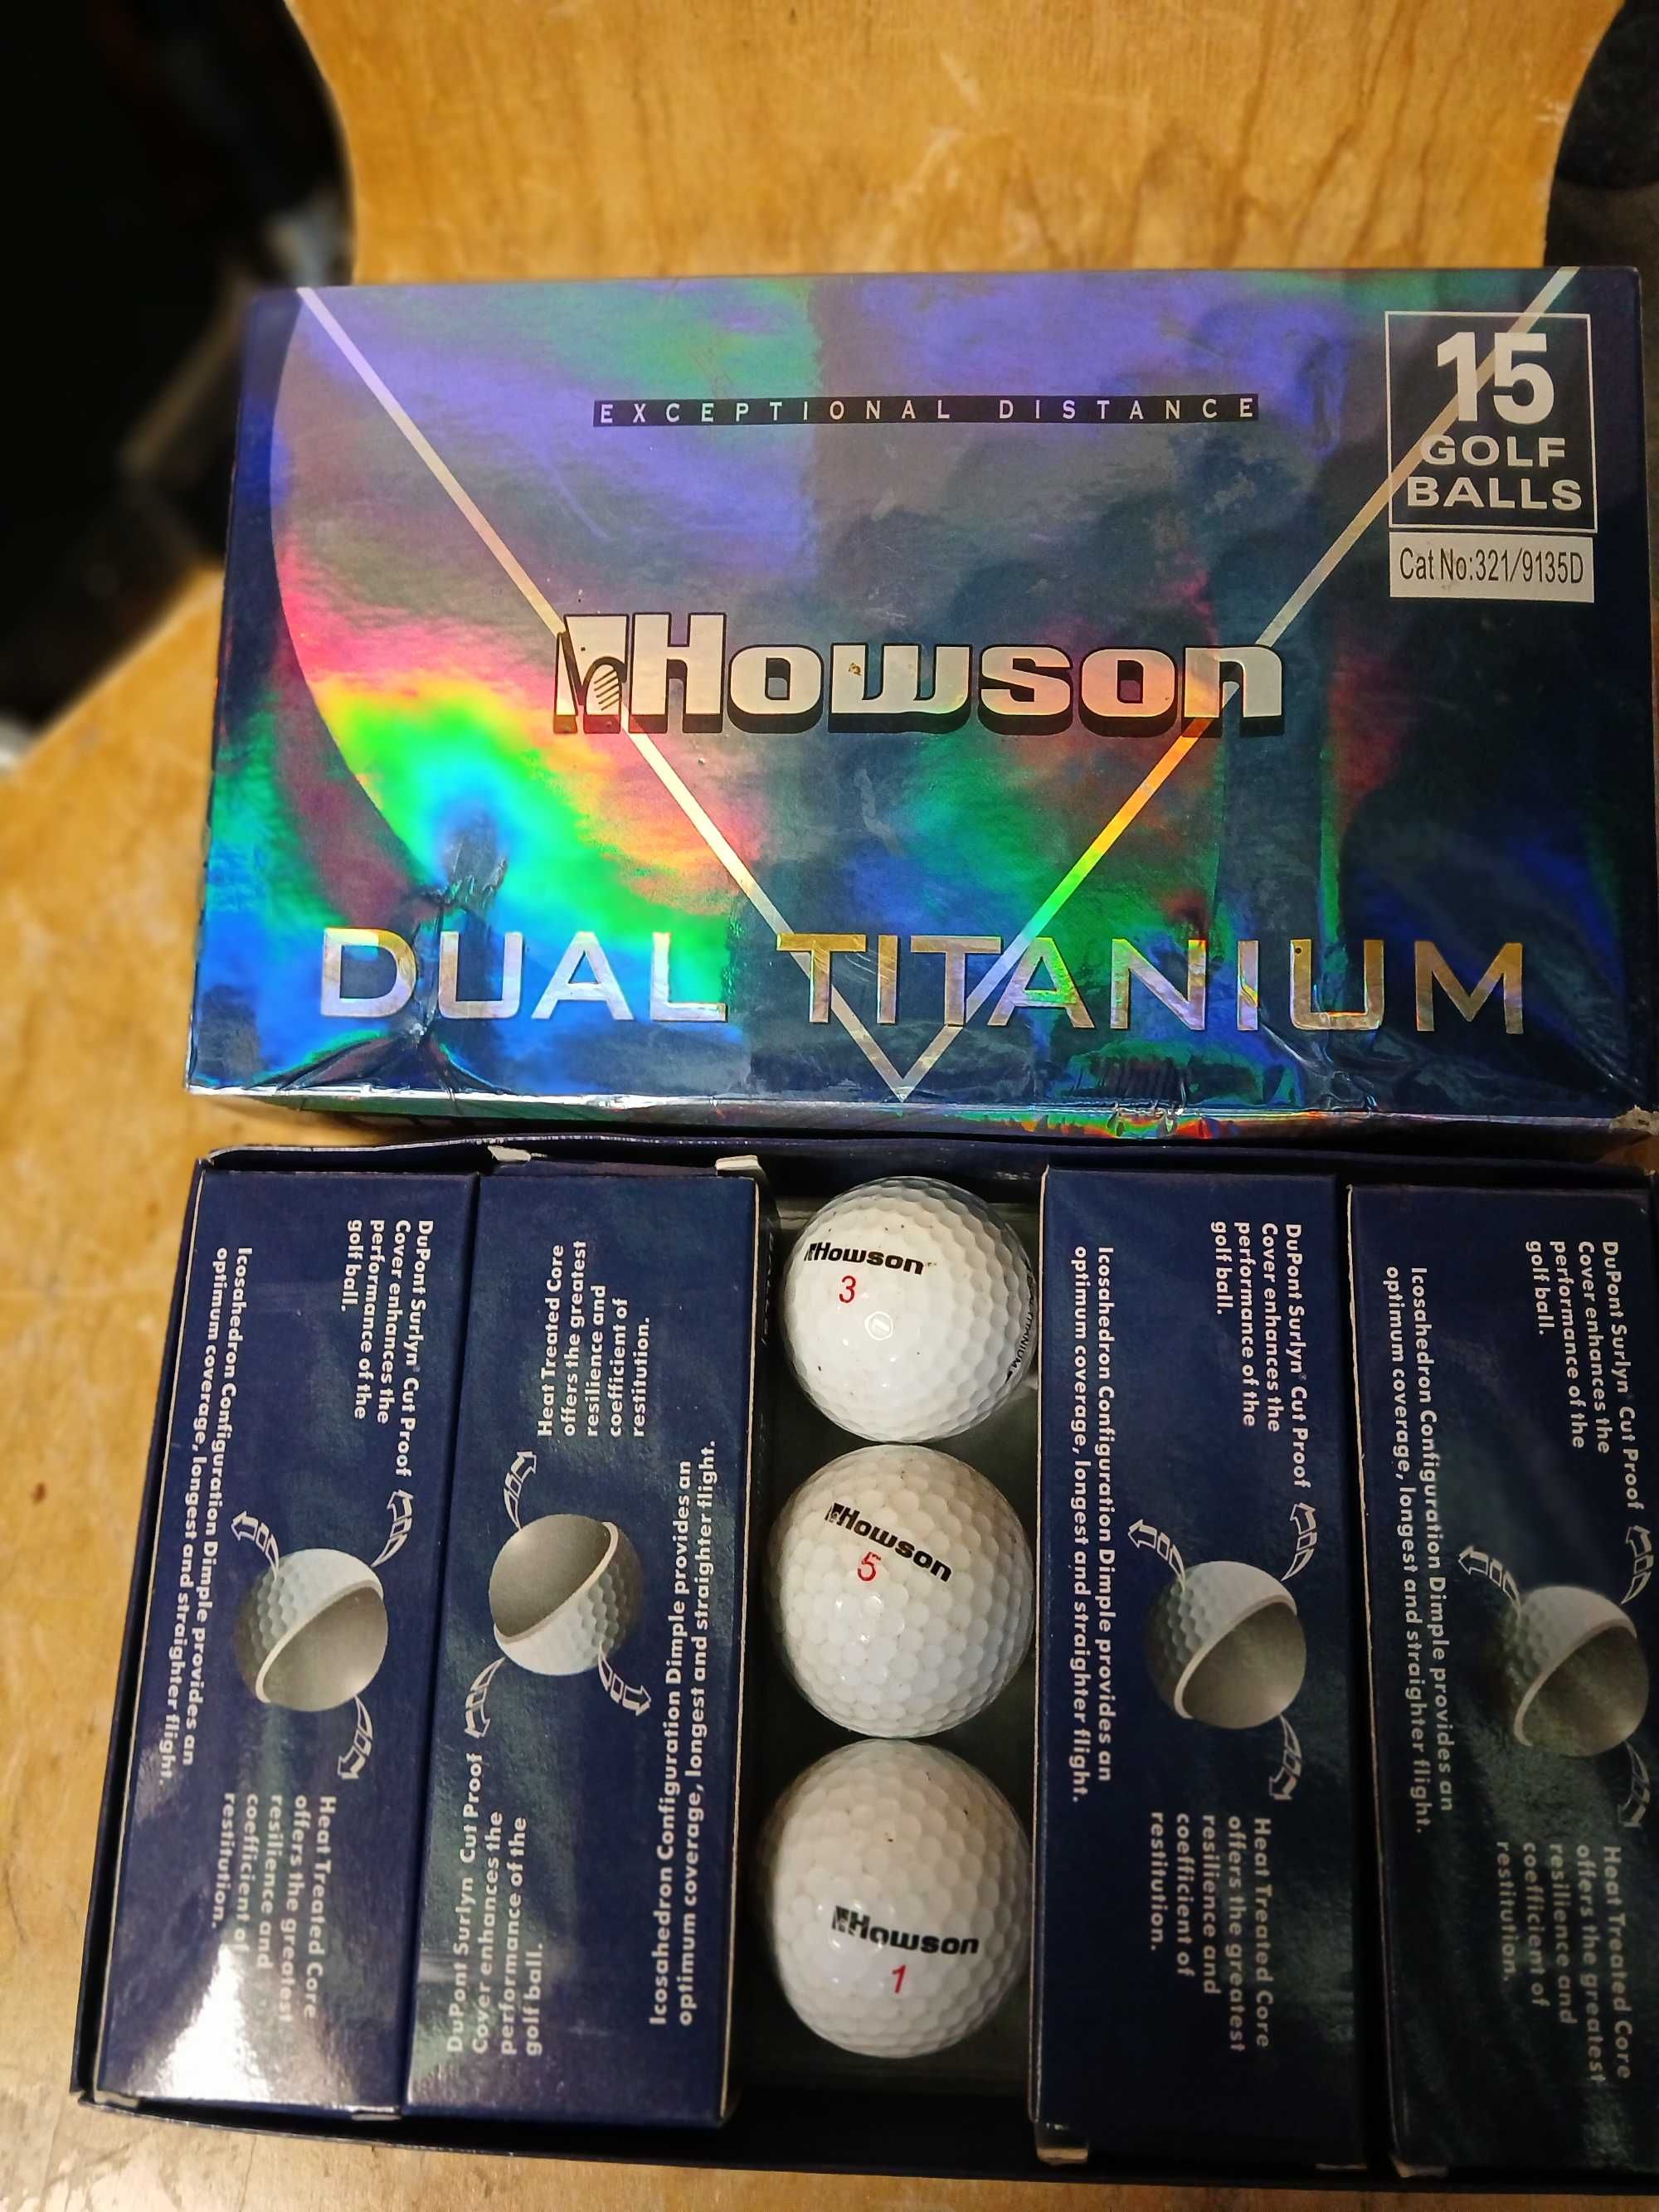 EXCEPTIONAL DISTANCE
15
GOLF
BALLS
Cat No:321/9135D
Howson
DUAL TITANIUM
DuPont Surlyn® Cut Proof
Cover enhances the
performance of the
golf ball.
Icosahedron Configuration Dimple provides an
optimum coverage, longest and straighter flight.
Heat Treated Core
offers the greatest
resilience and
coefficient of
restitution.
Heat Treated Core
offers the greatest
resilience and
coefficient of
restitution.
DuPont Surlyn Cut Proof
Cover enhances the
performance of the
golf ball.
Icosahedron Configuration Dimple provides an
optimum coverage, longest and straighter flight.
Howson
3
TITANIUM
Howson
5
Howson
1
DuPont Surlyn® Cut Proof
Cover enhances the
performance of the
golf ball.
Icosahedron Configuration Dimple provides an
optimum coverage, longest and straighter flight.
Heat Treated Core
offers the greatest
resilience and
coefficient of
restitution.
DuPont Surlyn® Cut Proof
Cover enhances the
performance of the
golf ball.
Icosahedron Configuration Dimple provides an
optimum coverage, longest and straighter flight.
Heat Treated Core
offers the greatest
resilience and
coefficient of
restitution.